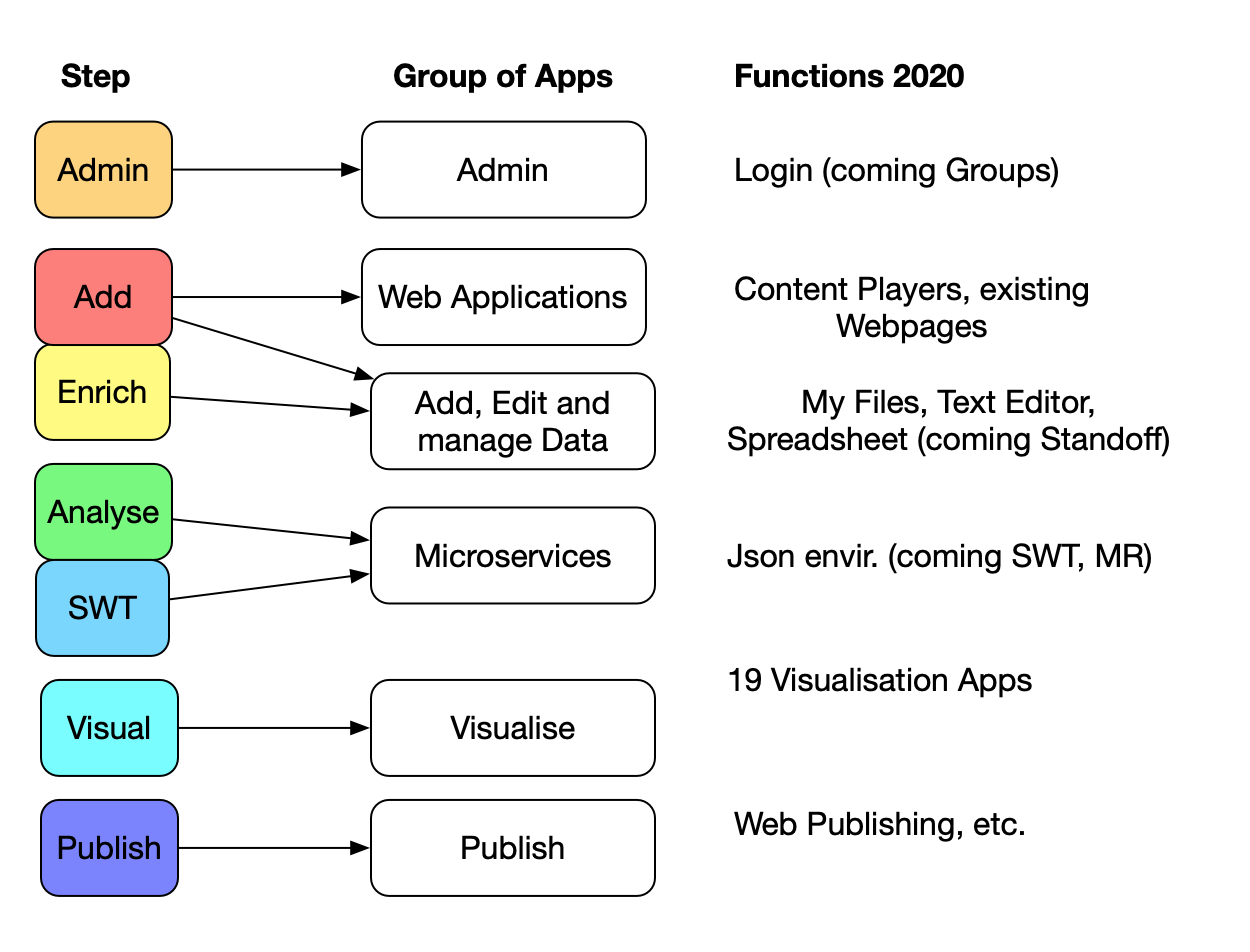 Step
Group of Apps
Functions 2020
Admin
Admin
Login (coming Groups)
Add
Web Applications
Content Players, existing
Webpages
Enrich
Add, Edit and
manage Data
My Files, Text Editor,
Spreadsheet (coming Standoff)
Analyse
Microservices
Json envir. (coming SWT, MR)
SWT
19 Visualisation Apps
Visual
Visualise
Web Publishing, etc.
Publish
Publish